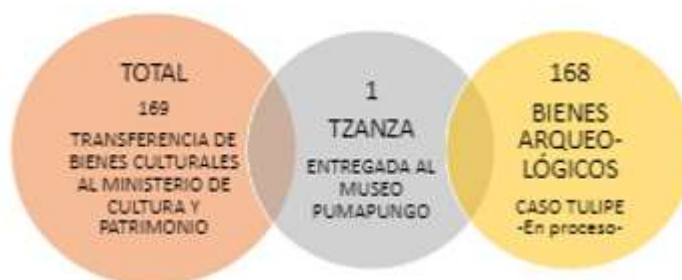 TOTAL
169
TRANSFERENCIA DE
BIENES CULTURALES
AL MINISTERIO DE
CULTURA Y
PATRIMONIO
1
TZANZA
ENTREGADA AL
MUSEO
PUMAPUNGO
168
BIENES
ARQUEO-
LÓGICOS
CASO TULIPE
-En proceso-